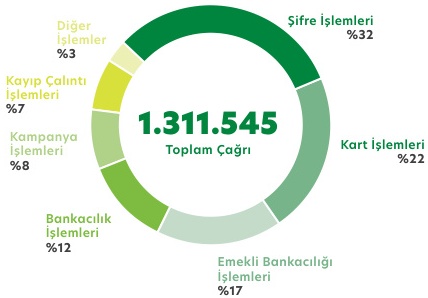 Diğer
İşlemler
%3
Şifre İşlemleri
%32
Kayıp Çalıntı
İşlemleri
%7
1.311.545
Toplam Çağrı
Kampanya
İşlemleri
%8
Kart İşlemleri
%22
Bankacılık
İşlemleri
%12
Emekli Bankacılığı
İşlemleri
%17